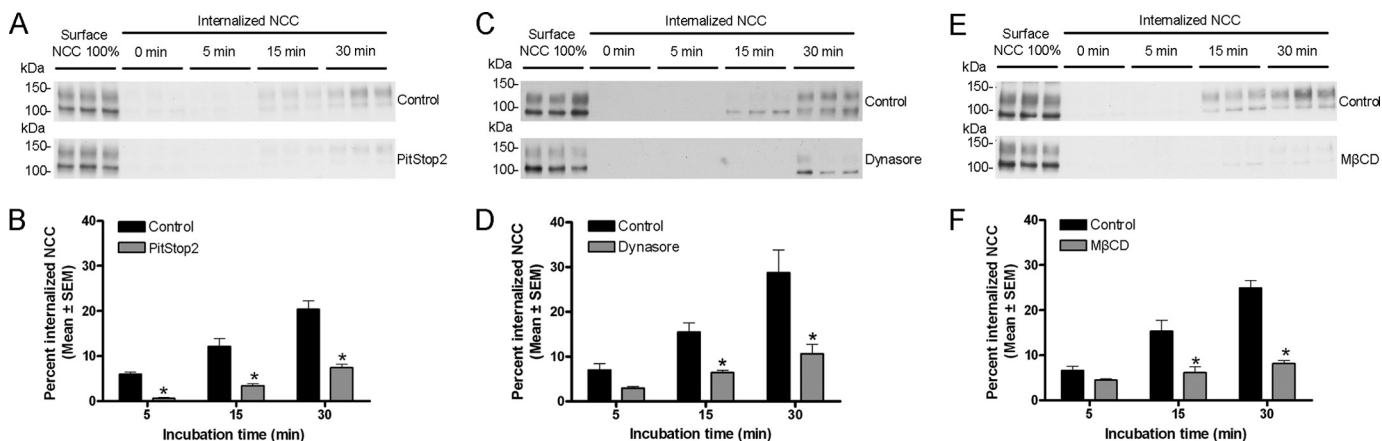 A
Internalized NCC
Surface
NCC 100%
0 min
5 min
15 min
30 min
kDa
150-
100-
Control
kDa
150-
100-
PitStop2
B
Percent internalized NCC
(Mean ± SEM)
40
30
20
10
0
Control
PitStop2
*
*
*
5
15
30
Incubation time (min)
C
Internalized NCC
Surface
NCC 100%
0 min
5 min
15 min
30 min
kDa
150-
100-
Control
kDa
150-
100-
Dynasore
D
Percent internalized NCC
(Mean ± SEM)
40
30
20
10
0
Control
Dynasore
*
*
5
15
30
Incubation time (min)
E
Internalized NCC
Surface
NCC 100%
0 min
5 min
15 min
30 min
kDa
150-
100-
Control
kDa
150-
100-
MβCD
F
Percent internalized NCC
(Mean ± SEM)
40
30
20
10
0
Control
MβCD
*
*
5
15
30
Incubation time (min)